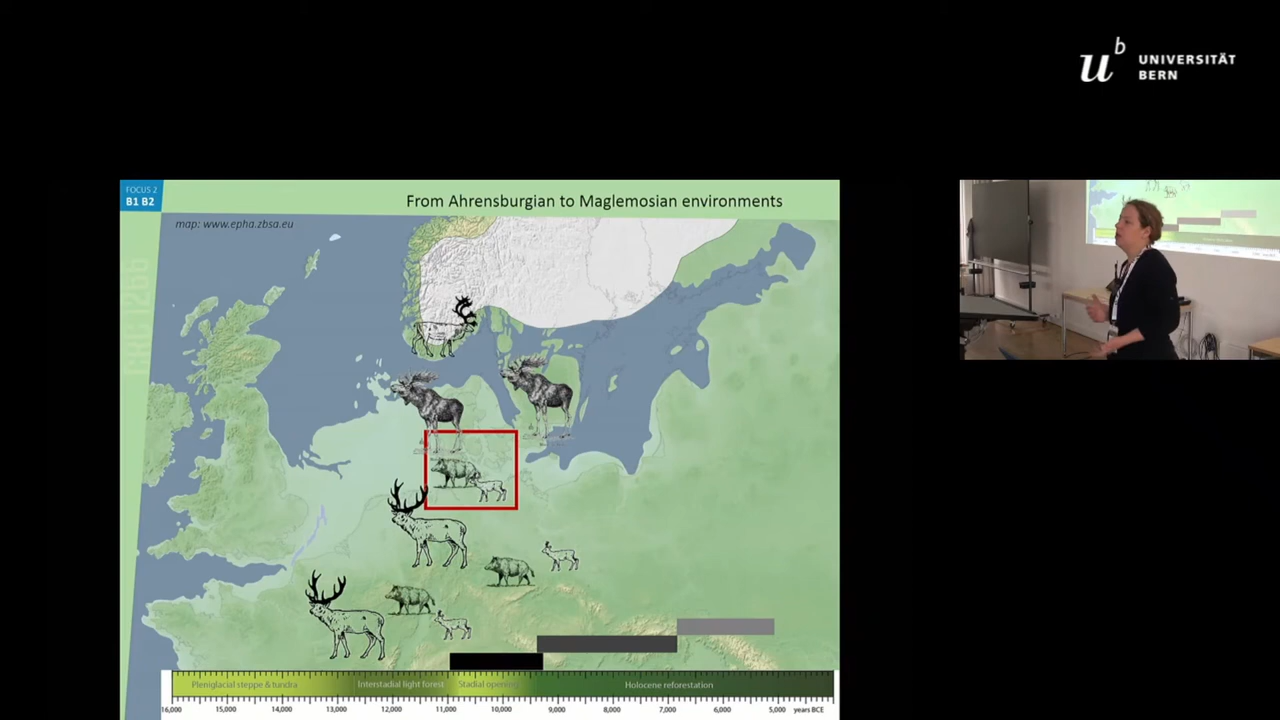 u^b
UNIVERSITÄT
BERN
FOCUS 2
B1 B2
From Ahrensburgian to Maglemosian environments
map: www.epha.zbsa.eu
Pleniglacial steppe & tundra Interstadial light forest Stadial opening Holocene reforestation
16,000 15,000 14,000 13,000 12,000 11,000 10,000 9,000 8,000 7,000 6,000 5,000 years BCE